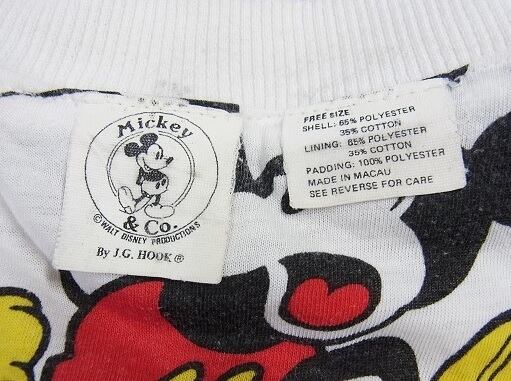 Mickey
& Co.
© WALT DISNEY PRODUCTIONS
By J.G. HOOK ®
FREE SIZE
SHELL: 65% POLYESTER
35% COTTON
LINING: 65% POLYESTER
35% COTTON
PADDING: 100% POLYESTER
MADE IN MACAU
SEE REVERSE FOR CARE